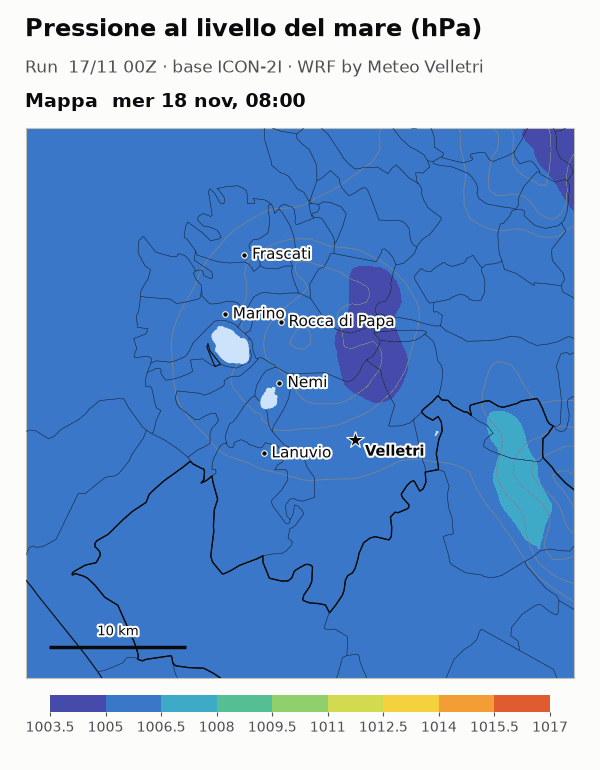 Pressione al livello del mare (hPa)
Run  17/11 00Z · base ICON-2I · WRF by Meteo Velletri
Mappa  mer 18 nov, 08:00
Frascati
Marino
Rocca di Papa
Nemi
Lanuvio
Velletri
10 km
1003.5 1005 1006.5 1008 1009.5 1011 1012.5 1014 1015.5 1017